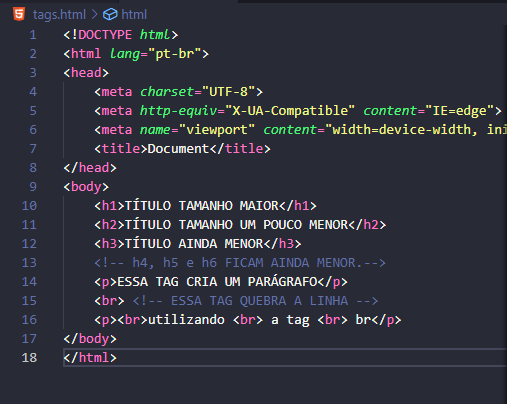 tags.html > html
1 <!DOCTYPE html>
2 <html lang="pt-br">
3 <head>
4 <meta charset="UTF-8">
5 <meta http-equiv="X-UA-Compatible" content="IE=edge">
6 <meta name="viewport" content="width=device-width, ini
7 <title>Document</title>
8 </head>
9 <body>
10 <h1>TÍTULO TAMANHO MAIOR</h1>
11 <h2>TÍTULO TAMANHO UM POUCO MENOR</h2>
12 <h3>TÍTULO AINDA MENOR</h3>
13 <!-- h4, h5 e h6 FICAM AINDA MENOR.-->
14 <p>ESSA TAG CRIA UM PARÁGRAFO</p>
15 <br> <!-- ESSA TAG QUEBRA A LINHA -->
16 <p><br>utilizando <br> a tag <br> br</p>
17 </body>
18 </html>